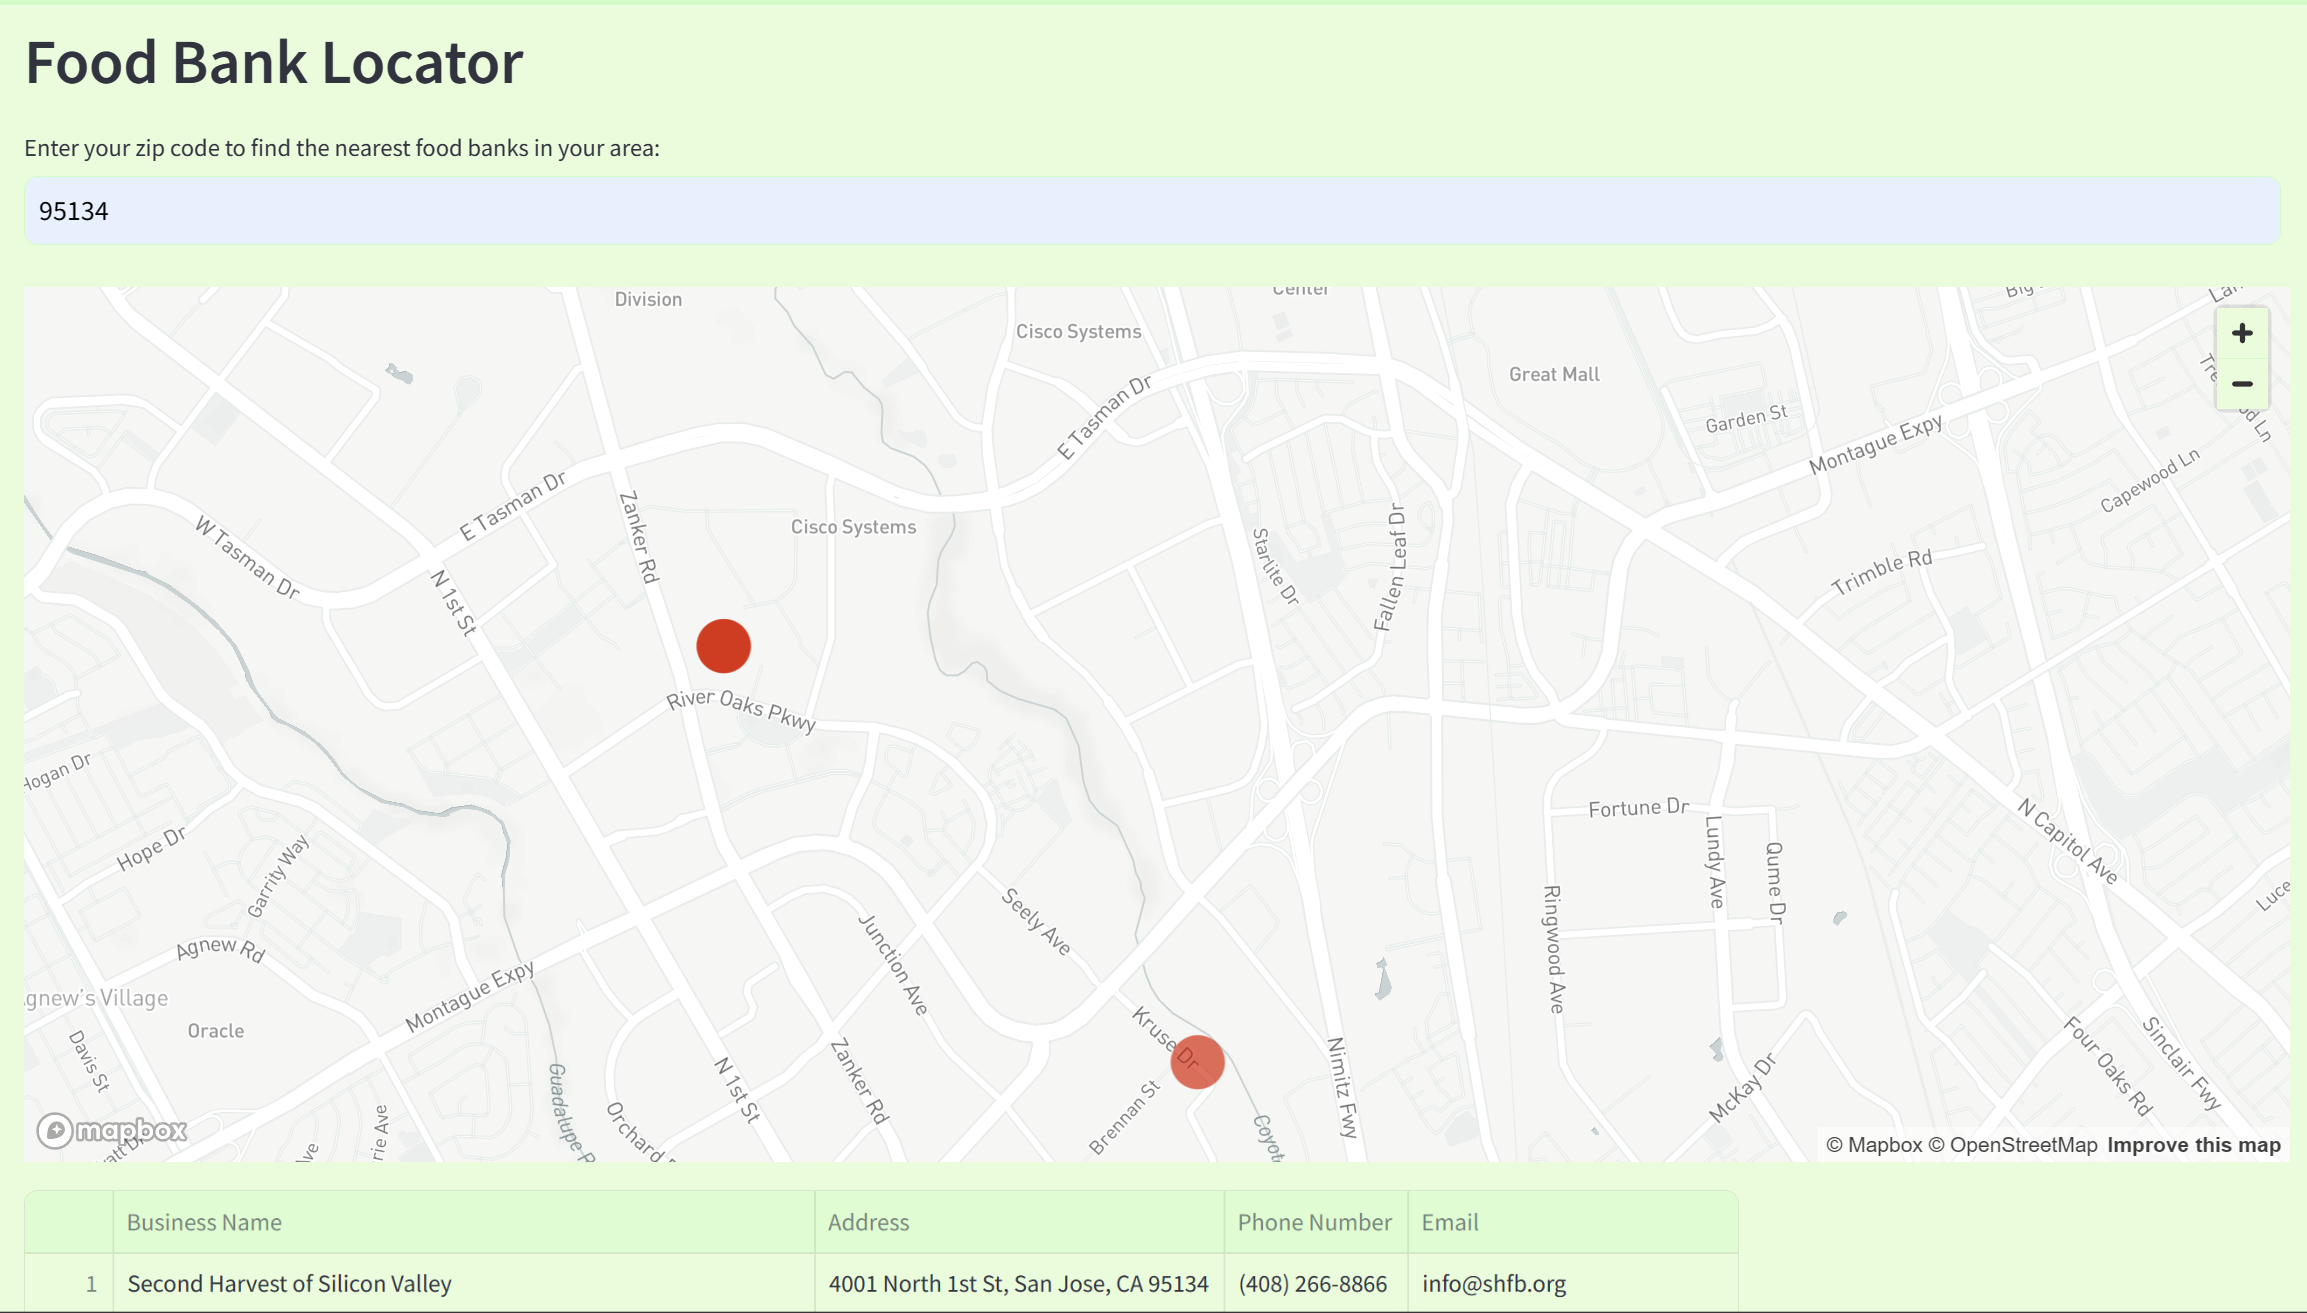 Food Bank Locator
Enter your zip code to find the nearest food banks in your area:
95134
Division
Center
Cisco Systems
Great Mall
Garden St
Montague Expy
Capewood Ln
E Tasman Dr
E Tasman Dr
W Tasman Dr
Zanker Rd
Cisco Systems
Starlite Dr
Fallen Leaf Dr
Trimble Rd
N 1st St
River Oaks Pkwy
Hogan Dr
Hope Dr
Garrity Way
Fortune Dr
Lundy Ave
Qume Dr
N Capitol Ave
Ringwood Ave
Seely Ave
Junction Ave
Agnew Rd
Montague Expy
gnew's Village
Oracle
Davis St
Kruse Dr
Brennan St
Nimitz Fwy
McKay Dr
Four Oaks Rd
Sinclair Fwy
N 1st St
Zanker Rd
Orchard
Guadalupe R
Coyot
mapbox
© Mapbox © OpenStreetMap Improve this map
Business Name Address Phone Number Email
1 Second Harvest of Silicon Valley 4001 North 1st St, San Jose, CA 95134 (408) 266-8866 info@shfb.org